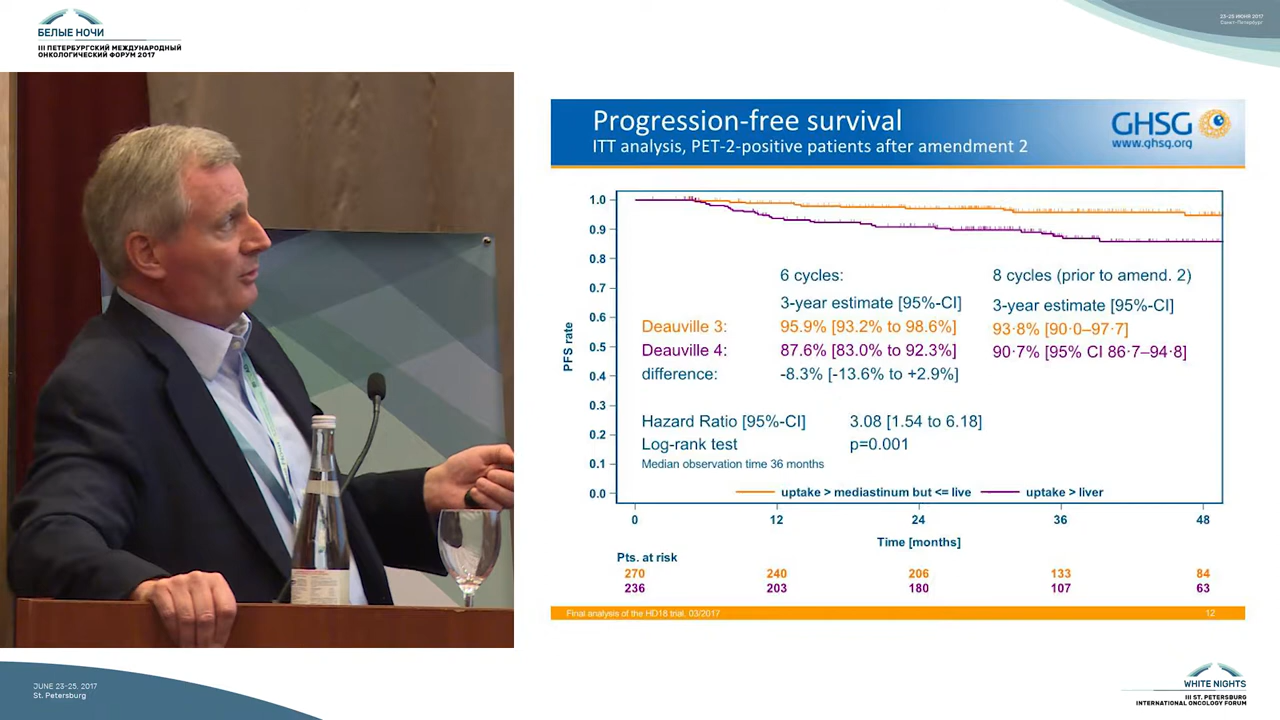 БЕЛЫЕ НОЧИ
III ПЕТЕРБУРГСКИЙ МЕЖДУНАРОДНЫЙ
ОНКОЛОГИЧЕСКИЙ ФОРУМ 2017
23-25 ИЮНЯ 2017
Санкт-Петербург
Progression-free survival
ITT analysis, PET-2-positive patients after amendment 2
GHSG
www.ghsg.org
1.0
0.9
0.8
0.7
0.6
0.5
0.4
0.3
0.2
0.1
0.0
PFS rate
6 cycles:
8 cycles (prior to amend. 2)
3-year estimate [95%-CI]
3-year estimate [95%-CI]
Deauville 3:
95.9% [93.2% to 98.6%]
93·8% [90·0–97·7]
Deauville 4:
87.6% [83.0% to 92.3%]
90·7% [95% CI 86·7–94·8]
difference:
-8.3% [-13.6% to +2.9%]
Hazard Ratio [95%-CI]
3.08 [1.54 to 6.18]
Log-rank test
p=0.001
Median observation time 36 months
uptake > mediastinum but <= live
uptake > liver
0 12 24 36 48
Time [months]
Pts. at risk
270 240 206 133 84
236 203 180 107 63
Final analysis of the HD18 trial, 03/2017
12
JUNE 23-25, 2017
St. Petersburg
WHITE NIGHTS
III ST. PETERSBURG
INTERNATIONAL ONCOLOGY FORUM